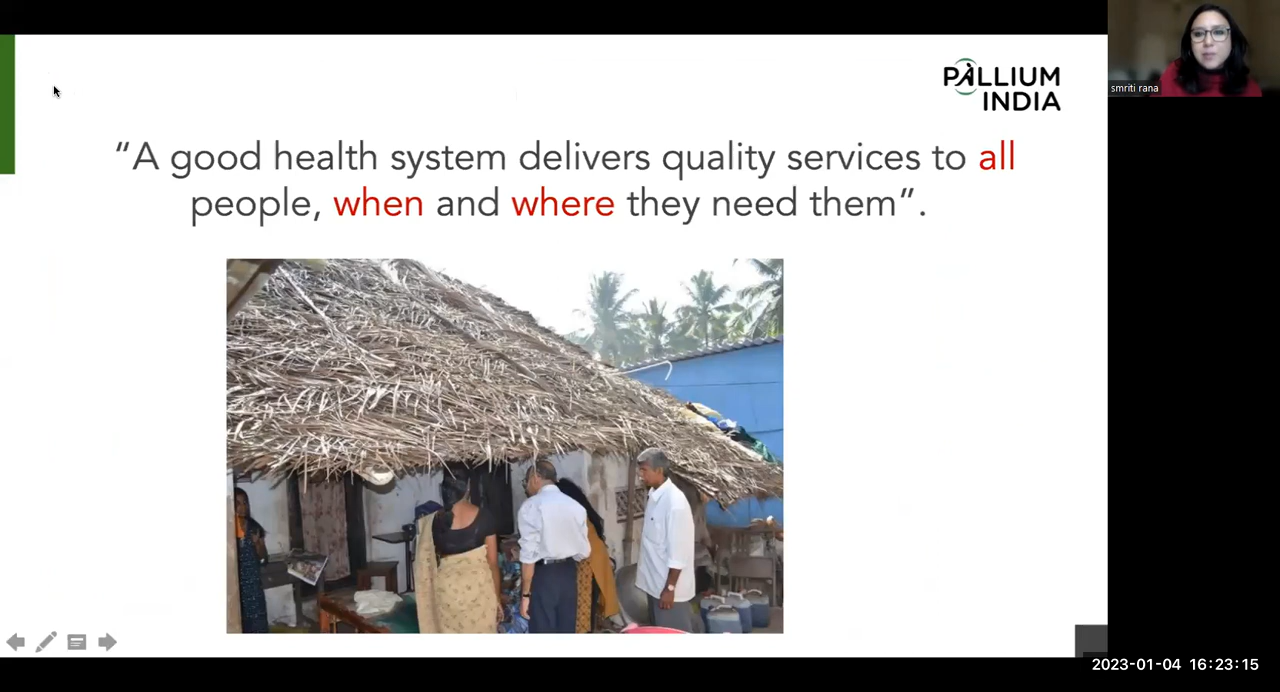 PALLIUM
INDIA
smriti rana
“A good health system delivers quality services to all
people, when and where they need them”.
2023-01-04 16:23:15